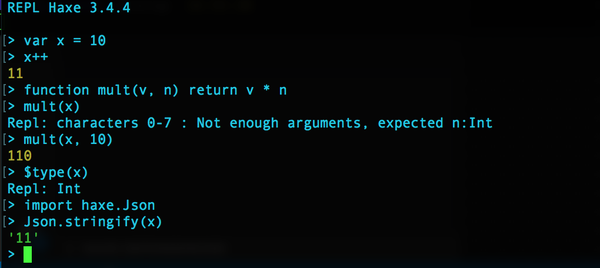 REPL Haxe 3.4.4
[> var x = 10
[> x++
11
[> function mult(v, n) return v * n
[> mult(x)
Repl: characters 0-7 : Not enough arguments, expected n:Int
[> mult(x, 10)
110
[> $type(x)
Repl: Int
[> import haxe.Json
[> Json.stringify(x)
'11'
>